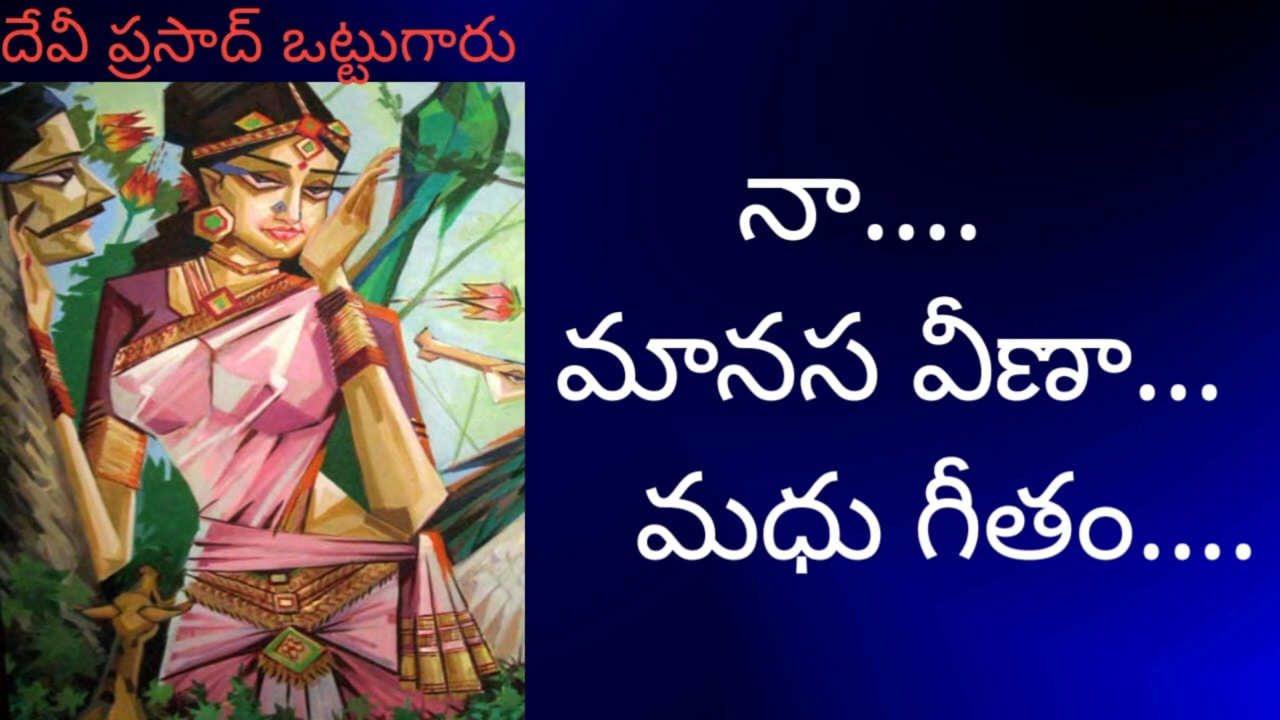 దేవీ ప్రసాద్ ఒట్టుగారు
నా....
మానస వీణా...
మధు గీతం....